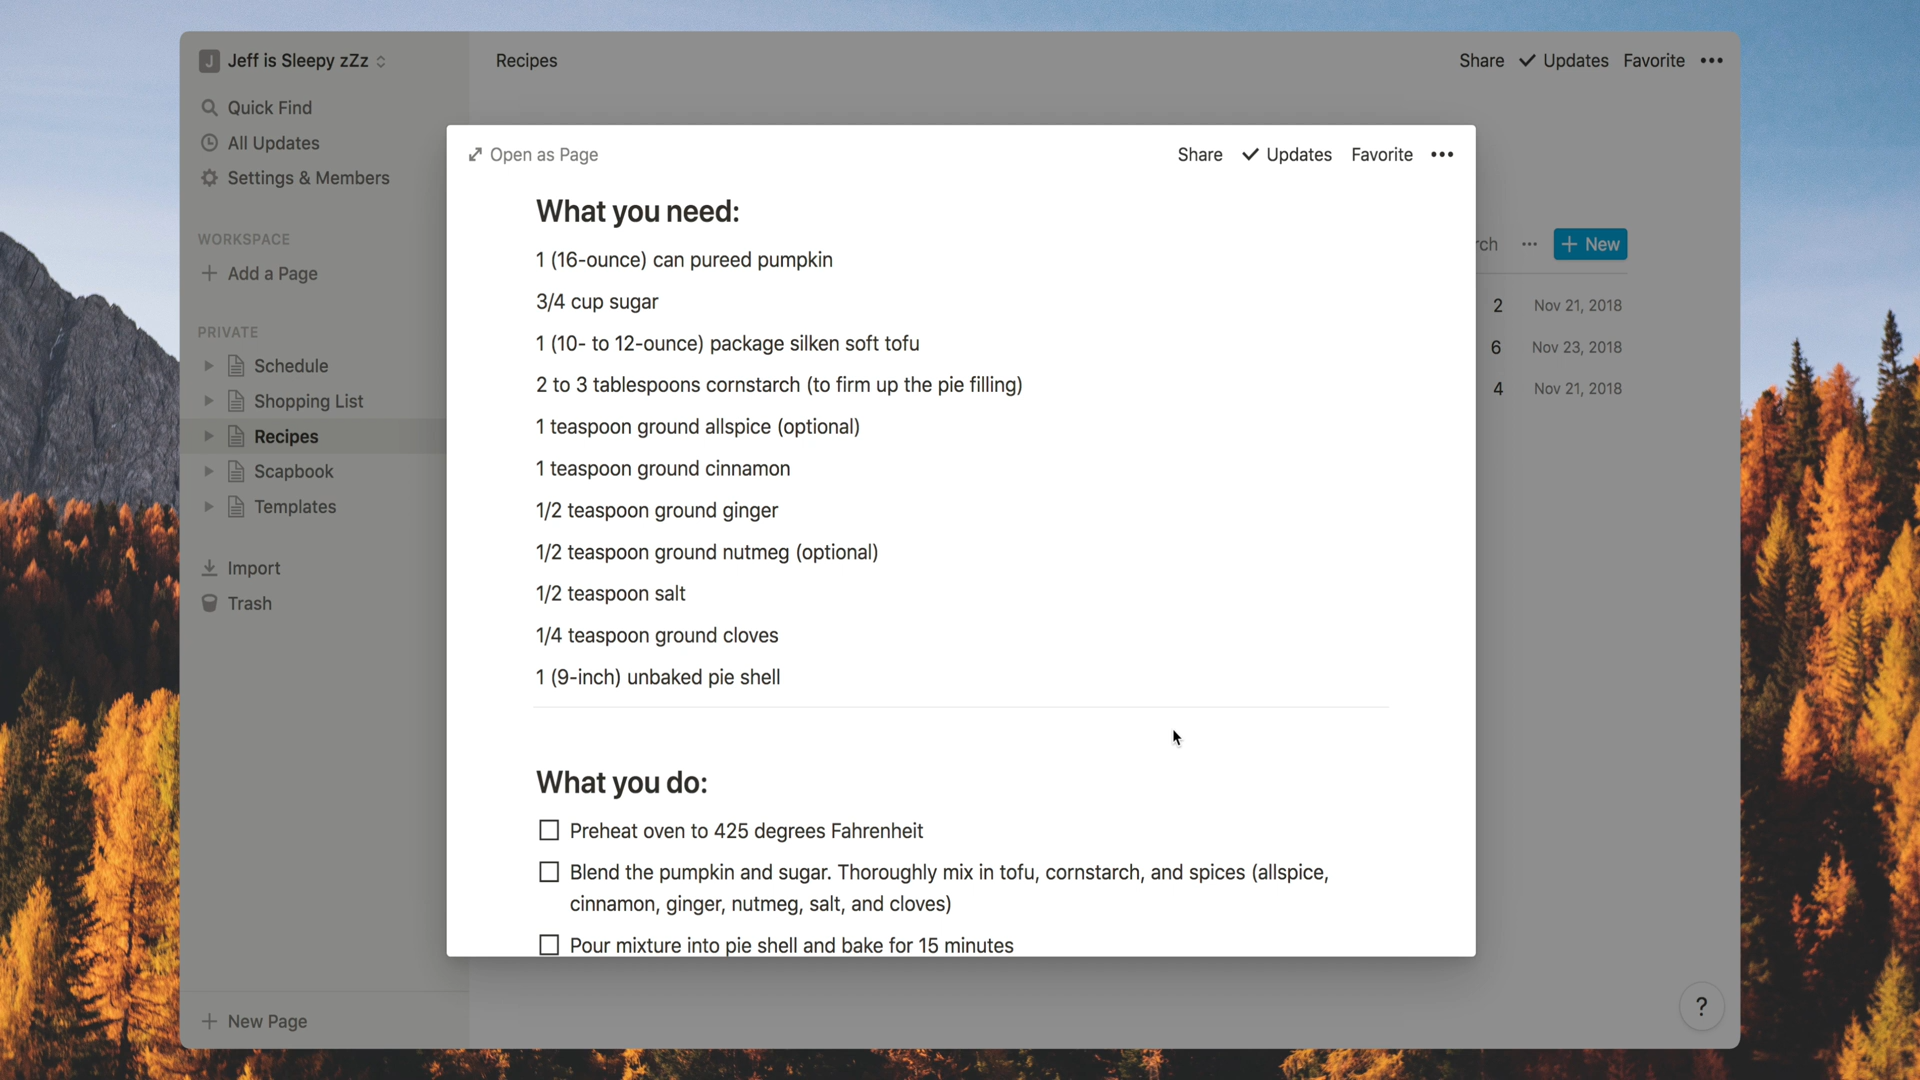 J Jeff is Sleepy zZz
Recipes
Share Updates Favorite •••
Quick Find
All Updates
Settings & Members
WORKSPACE
+ Add a Page
PRIVATE
Schedule
Shopping List
Recipes
Scapbook
Templates
Import
Trash
+ New Page
Open as Page
Share Updates Favorite •••
What you need:
1 (16-ounce) can pureed pumpkin
3/4 cup sugar
1 (10- to 12-ounce) package silken soft tofu
2 to 3 tablespoons cornstarch (to firm up the pie filling)
1 teaspoon ground allspice (optional)
1 teaspoon ground cinnamon
1/2 teaspoon ground ginger
1/2 teaspoon ground nutmeg (optional)
1/2 teaspoon salt
1/4 teaspoon ground cloves
1 (9-inch) unbaked pie shell
What you do:
Preheat oven to 425 degrees Fahrenheit
Blend the pumpkin and sugar. Thoroughly mix in tofu, cornstarch, and spices (allspice,
cinnamon, ginger, nutmeg, salt, and cloves)
Pour mixture into pie shell and bake for 15 minutes
rch ••• + New
2 Nov 21, 2018
6 Nov 23, 2018
4 Nov 21, 2018
?